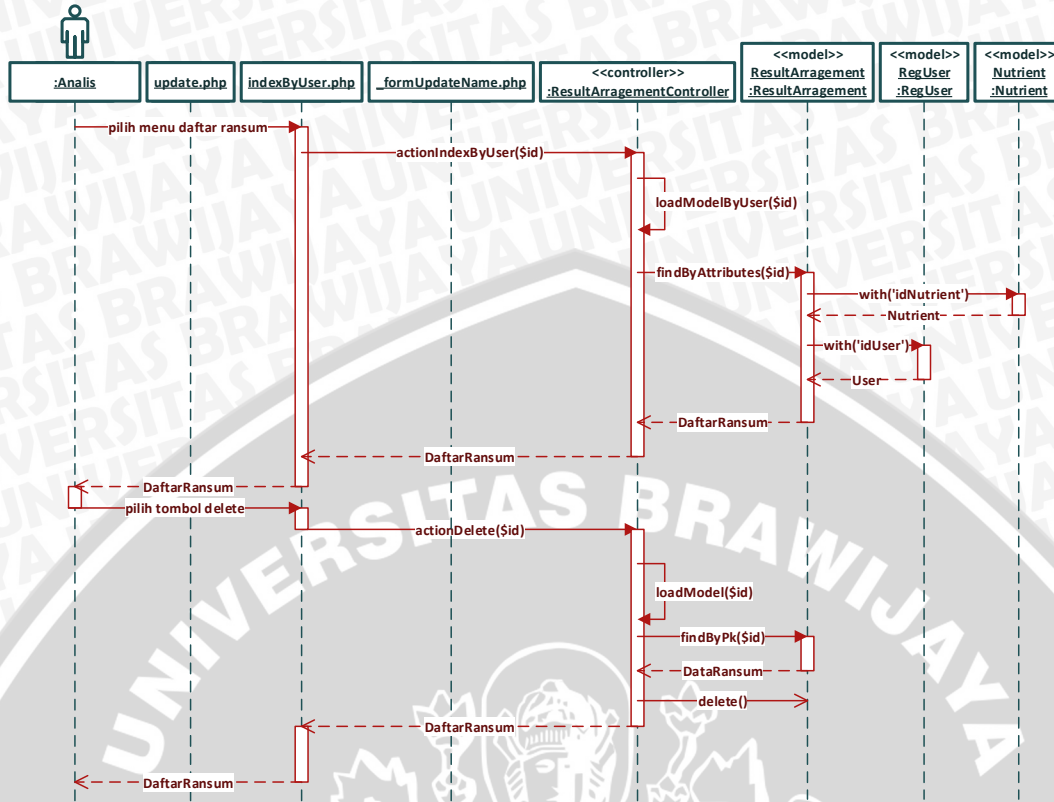 :Analis
update.php
indexByUser.php
_formUpdateName.php
<<controller>>
:ResultArragementController
<<model>>
ResultArragement
:ResultArragement
<<model>>
RegUser
:RegUser
<<model>>
Nutrient
:Nutrient
pilih menu daftar ransum
actionIndexByUser($id)
loadModelByUser($id)
findByAttributes($id)
with('idNutrient')
Nutrient
with('idUser')
User
DaftarRansum
DaftarRansum
DaftarRansum
pilih tombol delete
actionDelete($id)
loadModel($id)
findByPk($id)
DataRansum
delete()
DaftarRansum
DaftarRansum
UNIVERSITAS BRAWIJAYA